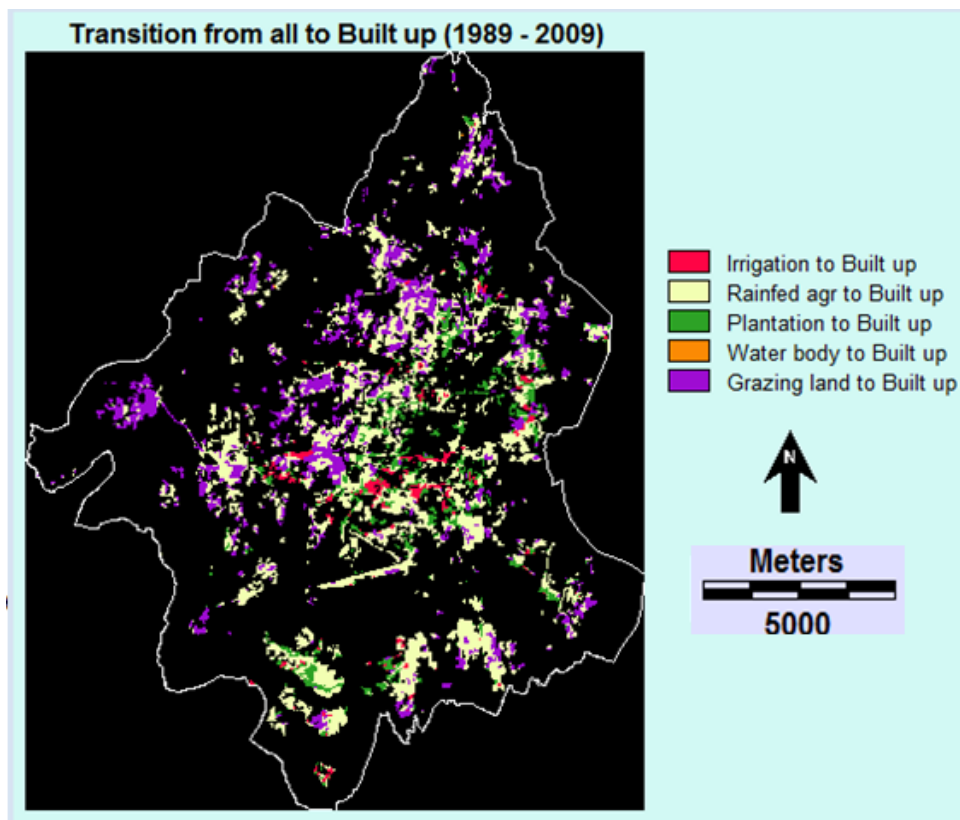 Transition from all to Built up (1989 - 2009)
Irrigation to Built up
Rainfed agr to Built up
Plantation to Built up
Water body to Built up
Grazing land to Built up
N
Meters
5000